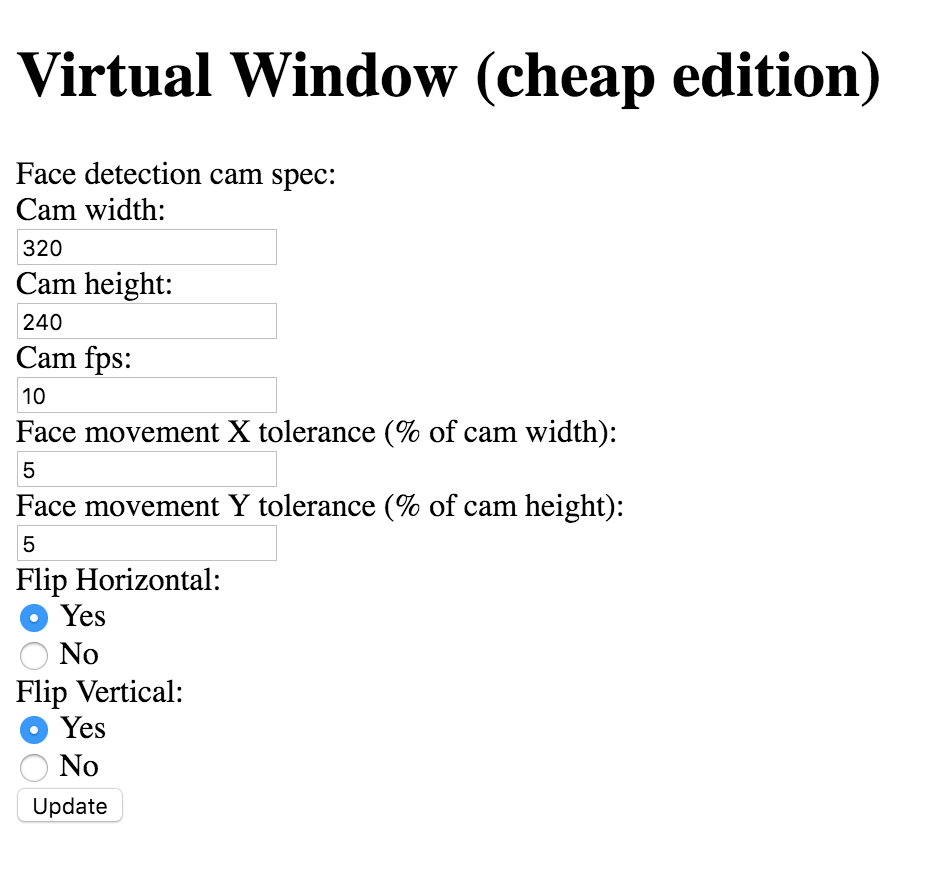 Virtual Window (cheap edition)
Face detection cam spec:
Cam width:
320
Cam height:
240
Cam fps:
10
Face movement X tolerance (% of cam width):
5
Face movement Y tolerance (% of cam height):
5
Flip Horizontal:
Yes
No
Flip Vertical:
Yes
No
Update